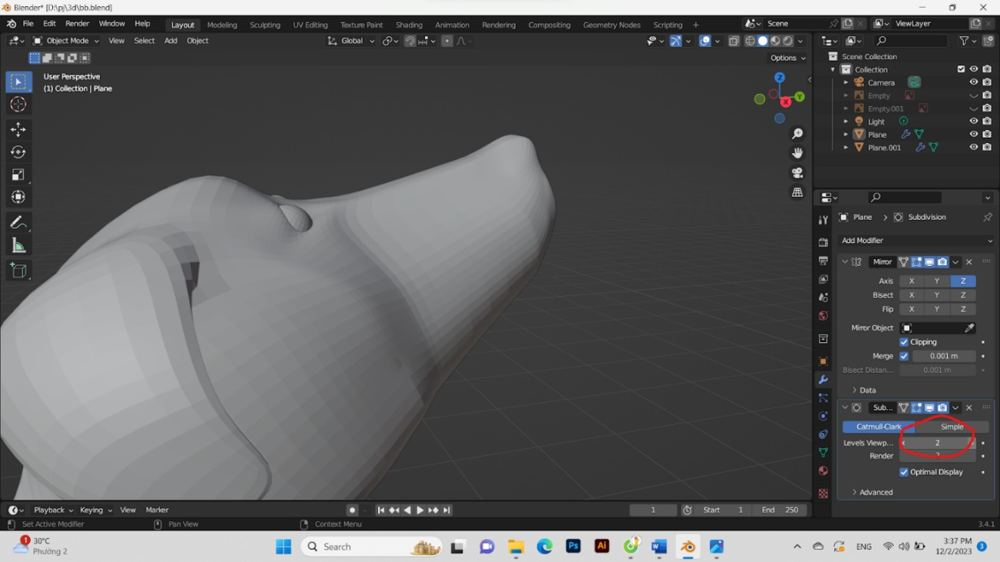 Blender* [D:\pj\3d\bb.blend]
File Edit Render Window Help Layout Modeling Sculpting UV Editing Texture Paint Shading Animation Rendering Compositing Geometry Nodes Scripting + Scene ViewLayer
Object Mode View Select Add Object Global
Options
User Perspective
(1) Collection | Plane
Z
Y
X
Scene Collection
Collection
Camera
Empty
Empty.001
Light
Plane
Plane.001
Plane > Subdivision
Add Modifier
Mirror
Axis X Y Z
Bisect X Y Z
Flip X Y Z
Mirror Object
Clipping
Merge 0.001 m
Bisect Distan... 0.001 m
Data
Sub...
Catmull-Clark Simple
Levels Viewp... 2
Render
Optimal Display
Advanced
Playback Keying View Marker 1 Start 1 End 250
Set Active Modifier Pan View Context Menu 3.4.1
1
30°C
Phường 2
Search
Ps
Ai
W
ENG
3:37 PM
12/2/2023
3